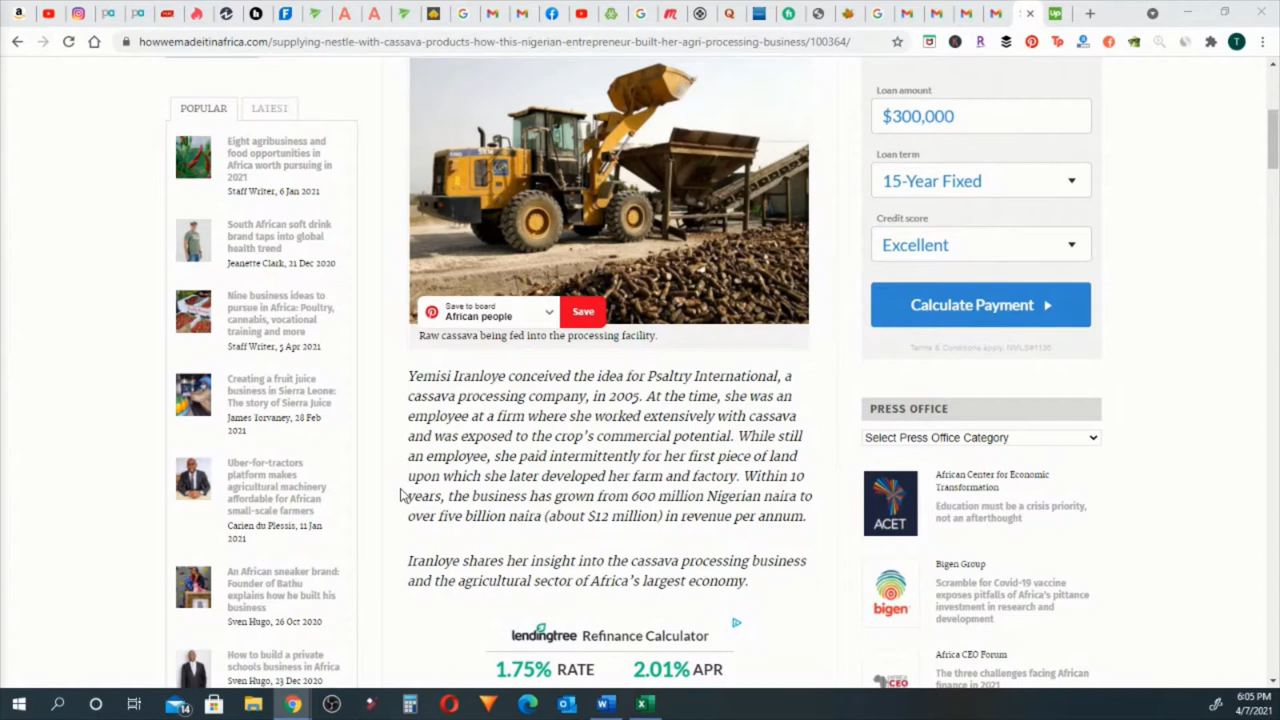 howwemadeitinafrica.com/supplying-nestle-with-cassava-products-how-this-nigerian-entrepreneur-built-her-agri-processing-business/100364/
POPULAR
LATEST
Eight agribusiness and
food opportunities in
Africa worth pursuing in
2021
Staff Writer, 6 Jan 2021
South African soft drink
brand taps into global
health trend
Jeanette Clark, 21 Dec 2020
Nine business ideas to
pursue in Africa: Poultry,
cannabis, vocational
training and more
Staff Writer, 5 Apr 2021
Creating a fruit juice
business in Sierra Leone:
The story of Sierra Juice
James Torvaney, 28 Feb
2021
Uber-for-tractors
platform makes
agricultural machinery
affordable for African
small-scale farmers
Carien du Plessis, 11 Jan
2021
An African sneaker brand:
Founder of Bathu
explains how he built his
business
Sven Hugo, 26 Oct 2020
How to build a private
schools business in Africa
Sven Hugo, 23 Dec 2020
Save to board
African people
Save
Raw cassava being fed into the processing facility.
Yemisi Iranloye conceived the idea for Psaltry International, a
cassava processing company, in 2005. At the time, she was an
employee at a firm where she worked extensively with cassava
and was exposed to the crop's commercial potential. While still
an employee, she paid intermittently for her first piece of land
upon which she later developed her farm and factory. Within 10
years, the business has grown from 600 million Nigerian naira to
over five billion naira (about $12 million) in revenue per annum.
Iranloye shares her insight into the cassava processing business
and the agricultural sector of Africa's largest economy.
lendingtree Refinance Calculator
1.75% RATE 2.01% APR
Loan amount
$300,000
Loan term
15-Year Fixed
Credit score
Excellent
Calculate Payment
Terms & Conditions apply. NMLS#1136
PRESS OFFICE
Select Press Office Category
ACET
African Center for Economic
Transformation
Education must be a crisis priority,
not an afterthought
bigen
Bigen Group
Scramble for Covid-19 vaccine
exposes pitfalls of Africa's pittance
investment in research and
development
AFRICA
CEO
Africa CEO Forum
The three challenges facing African
finance in 2021
14
6:05 PM
4/7/2021